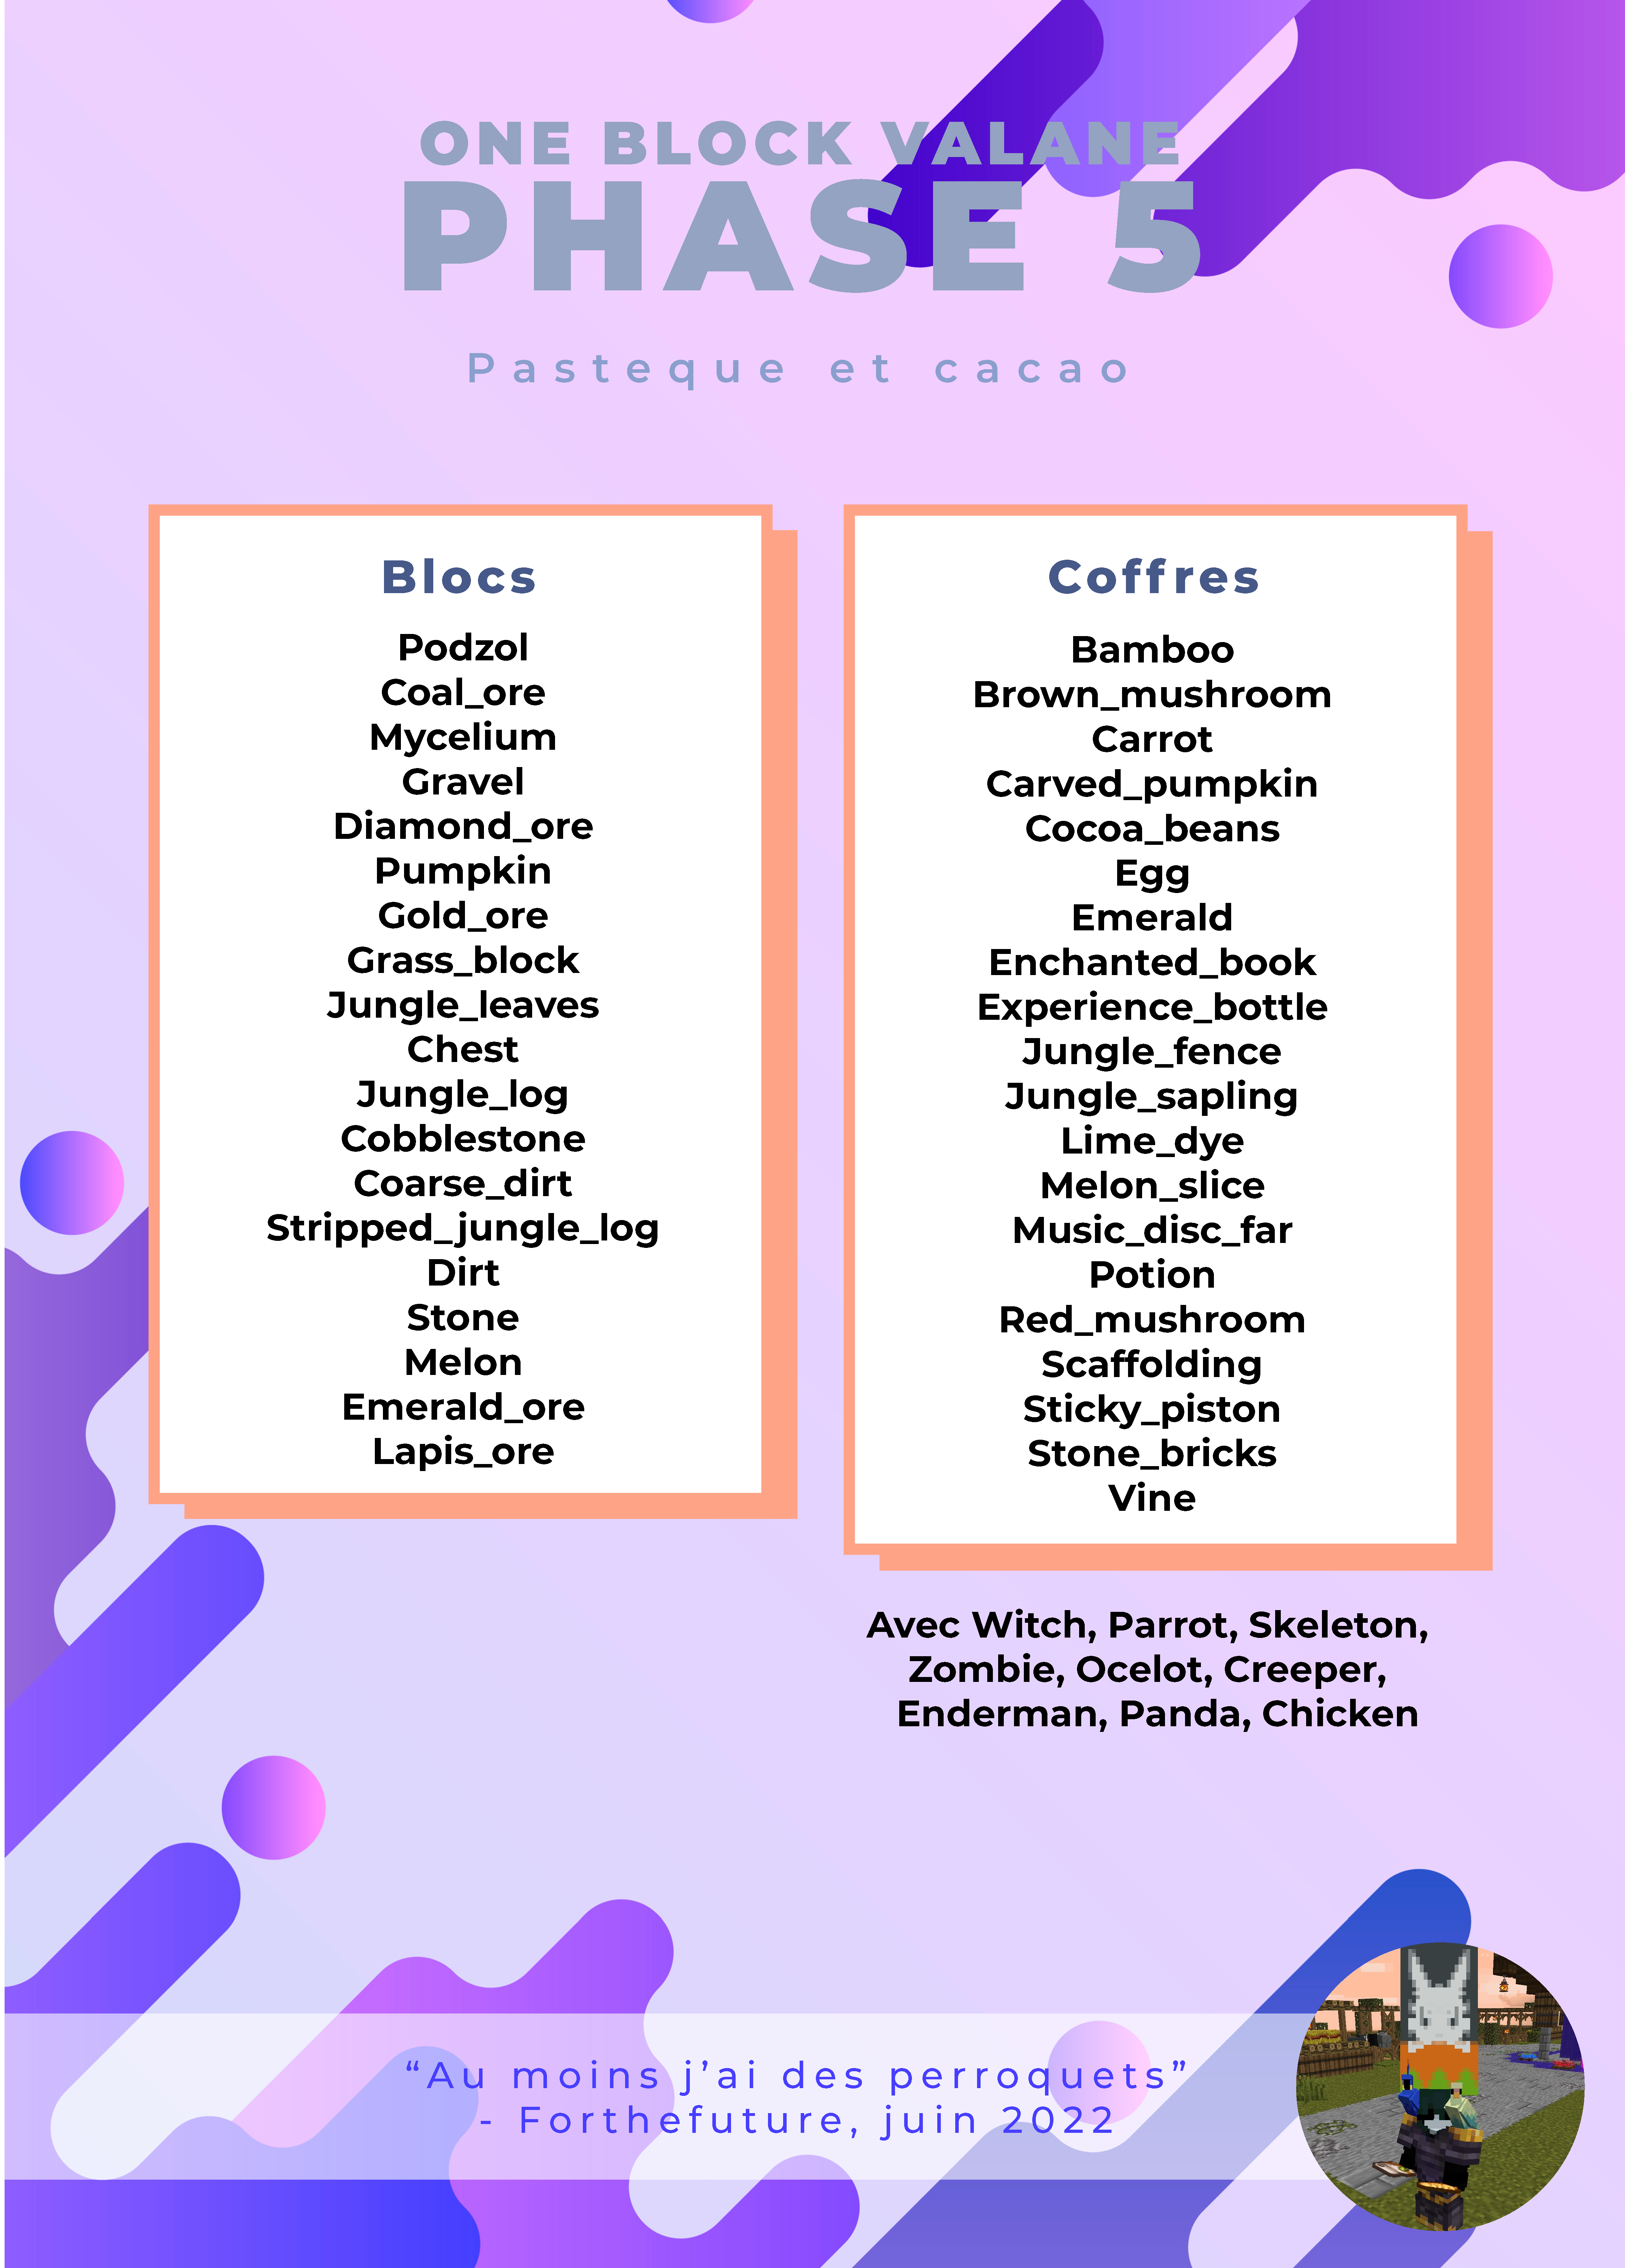 ONE BLOCK VALANE
PHASE 5
Pasteque et cacao
Blocs
Podzol
Coal_ore
Mycelium
Gravel
Diamond_ore
Pumpkin
Gold_ore
Grass_block
Jungle_leaves
Chest
Jungle_log
Cobblestone
Coarse_dirt
Stripped_jungle_log
Dirt
Stone
Melon
Emerald_ore
Lapis_ore
Coffres
Bamboo
Brown_mushroom
Carrot
Carved_pumpkin
Cocoa_beans
Egg
Emerald
Enchanted_book
Experience_bottle
Jungle_fence
Jungle_sapling
Lime_dye
Melon_slice
Music_disc_far
Potion
Red_mushroom
Scaffolding
Sticky_piston
Stone_bricks
Vine
Avec Witch, Parrot, Skeleton,
Zombie, Ocelot, Creeper,
Enderman, Panda, Chicken
“Au moins j’ai des perroquets”
- Forthefuture, juin 2022